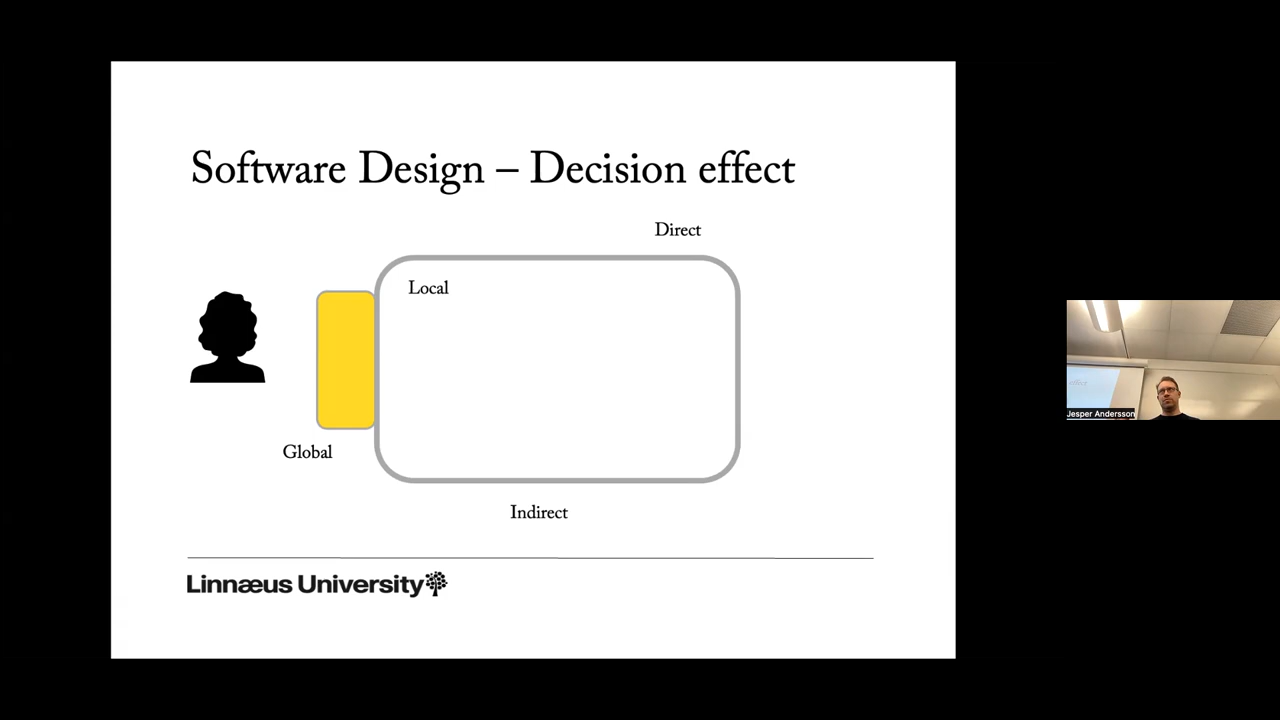 Software Design – Decision effect
Direct
Local
Global
Indirect
Linnæus University
Jesper Andersson